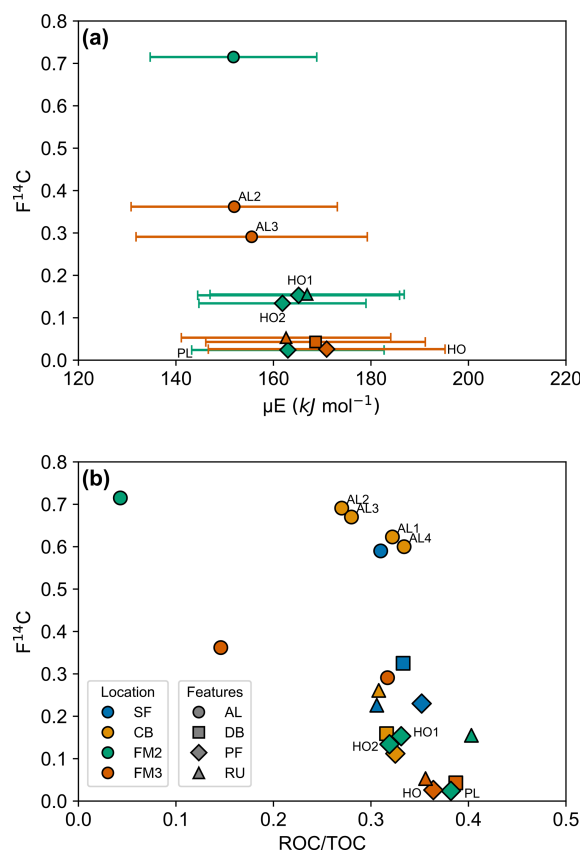 (a)
F¹⁴C
0.8
0.7
0.6
0.5
0.4
0.3
0.2
0.1
0.0
AL2
AL3
HO1
HO2
PL
HO
120
140
160
180
200
220
µE (kJ mol⁻¹)
(b)
F¹⁴C
0.8
0.7
0.6
0.5
0.4
0.3
0.2
0.1
0.0
AL2
AL3
AL1
AL4
HO1
HO2
HO
PL
Location
SF
CB
FM2
FM3
Features
AL
DB
PF
RU
0.0
0.1
0.2
0.3
0.4
0.5
ROC/TOC